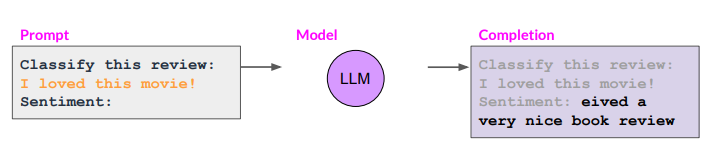 Prompt
Classify this review:
I loved this movie!
Sentiment:
Model
LLM
Completion
Classify this review:
I loved this movie!
Sentiment: eived a
very nice book review